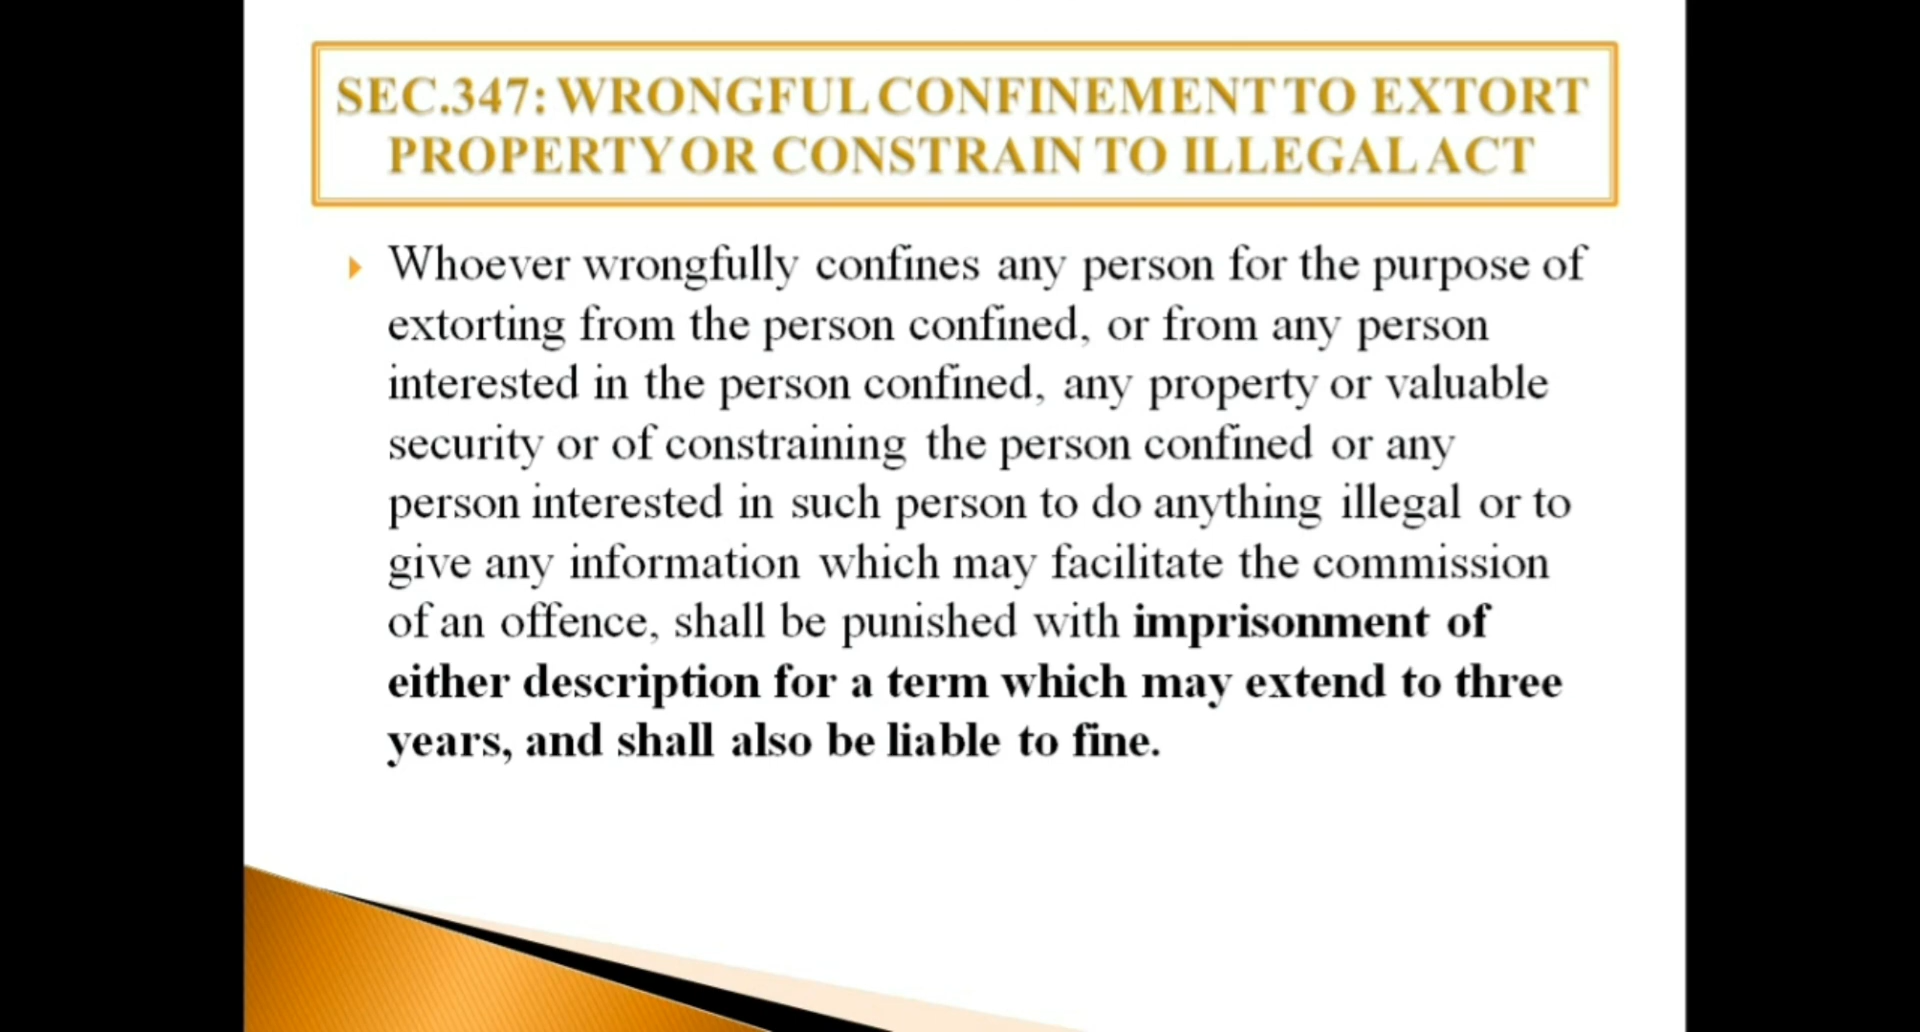 SEC.347: WRONGFUL CONFINEMENT TO EXTORT
PROPERTY OR CONSTRAIN TO ILLEGAL ACT
Whoever wrongfully confines any person for the purpose of
extorting from the person confined, or from any person
interested in the person confined, any property or valuable
security or of constraining the person confined or any
person interested in such person to do anything illegal or to
give any information which may facilitate the commission
of an offence, shall be punished with imprisonment of
either description for a term which may extend to three
years, and shall also be liable to fine.